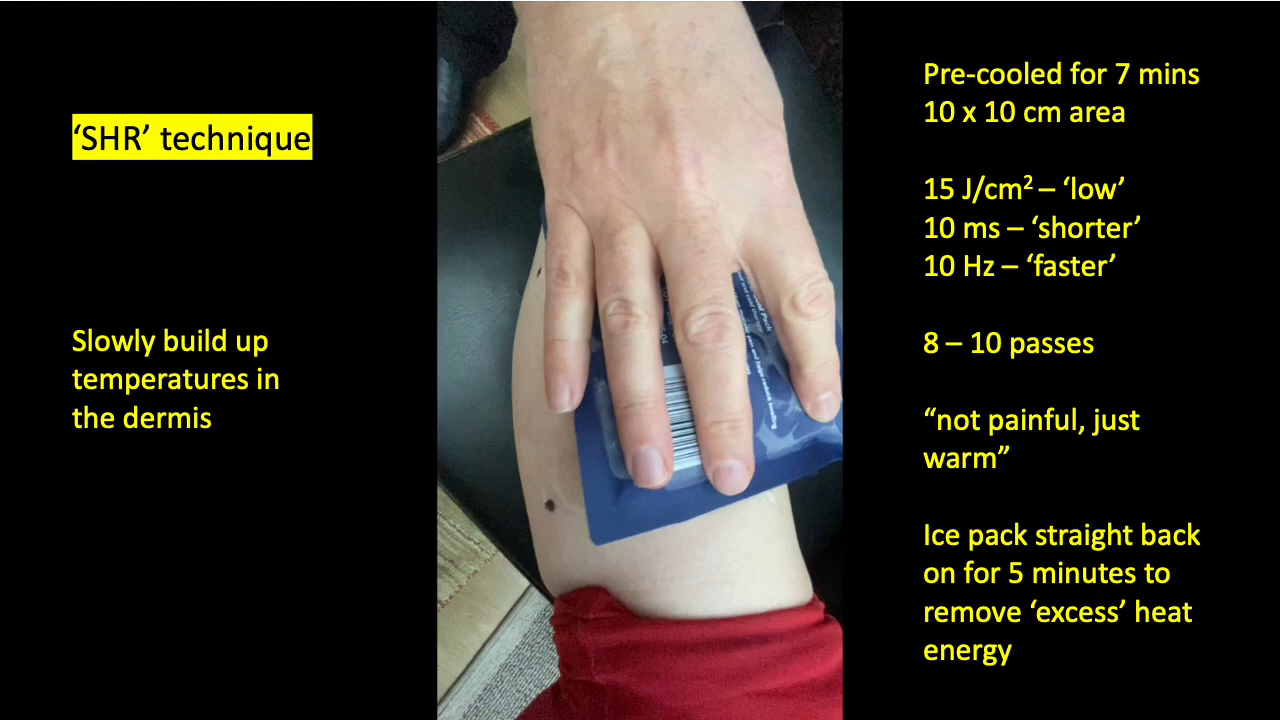 ‘SHR’ technique
Slowly build up
temperatures in
the dermis
Pre-cooled for 7 mins
10 x 10 cm area
15 J/cm² – ‘low’
10 ms – ‘shorter’
10 Hz – ‘faster’
8 – 10 passes
“not painful, just
warm”
Ice pack straight back
on for 5 minutes to
remove ‘excess’ heat
energy